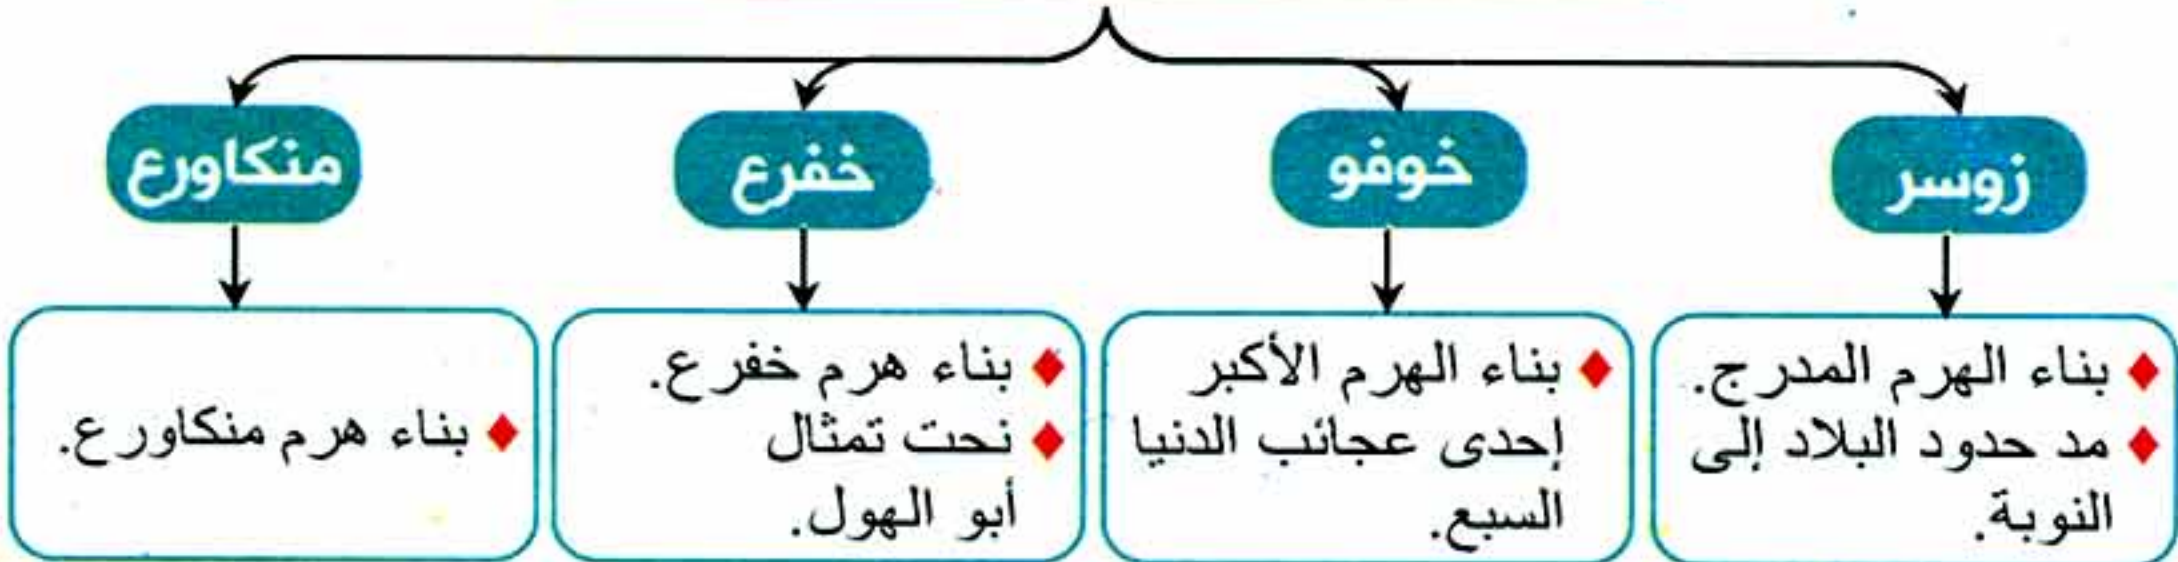 زوسر
خوفو
خفرع
منكاورع
♦ بناء الهرم المدرج.
♦ مد حدود البلاد إلى
النوبة.
♦ بناء الهرم الأكبر
إحدى عجائب الدنيا
السبع.
♦ بناء هرم خفرع.
♦ نحت تمثال
أبو الهول.
♦ بناء هرم منكاورع.